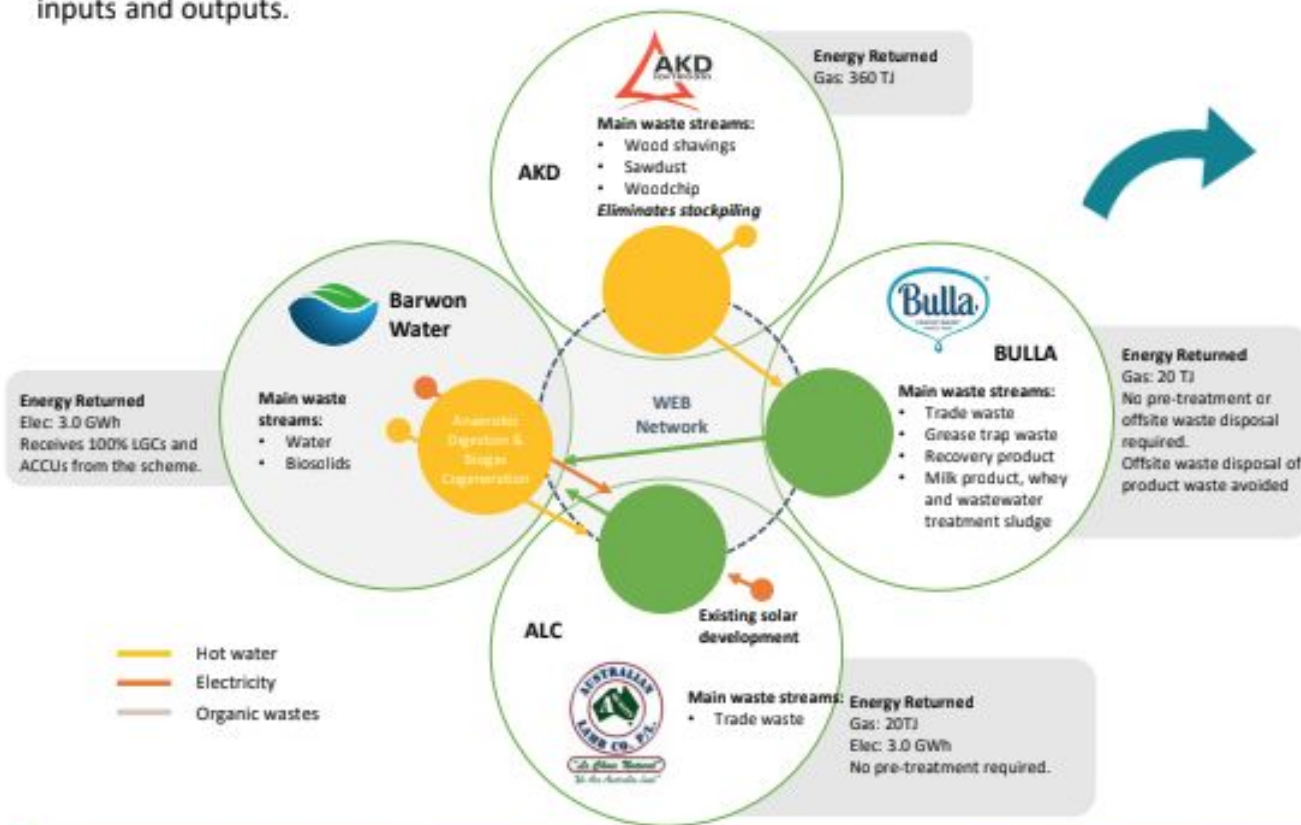 inputs and outputs.
AKD
Energy Returned
Gas: 360 TJ
Main waste streams:
• Wood shavings
• Sawdust
• Woodchip
Eliminates stockpiling
AKD
Barwon
Water
Main waste
streams:
• Water
• Biosolids
Energy Returned
Elec: 3.0 GWh
Receives 100% LGCs and
ACCUs from the scheme.
Anaerobic
Digestion &
Biogas
Cogeneration
WEB
Network
Bulla
BULLA
Main waste streams:
• Trade waste
• Grease trap waste
• Recovery product
• Milk product, whey
and wastewater
treatment sludge
Energy Returned
Gas: 20 TJ
No pre-treatment or
offsite waste disposal
required.
Offsite waste disposal of
product waste avoided
Existing solar
development
ALC
AUSTRALIAN
LAMB CO. P/L.
Main waste streams:
• Trade waste
Energy Returned
Gas: 20TJ
Elec: 3.0 GWh
No pre-treatment required.
Hot water
Electricity
Organic wastes